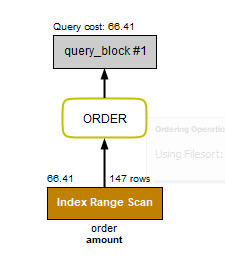 Query cost: 66.41
query_block #1
ORDER
Ordering Operatio
Using Filesort:
66.41 147 rows
Index Range Scan
order
amount